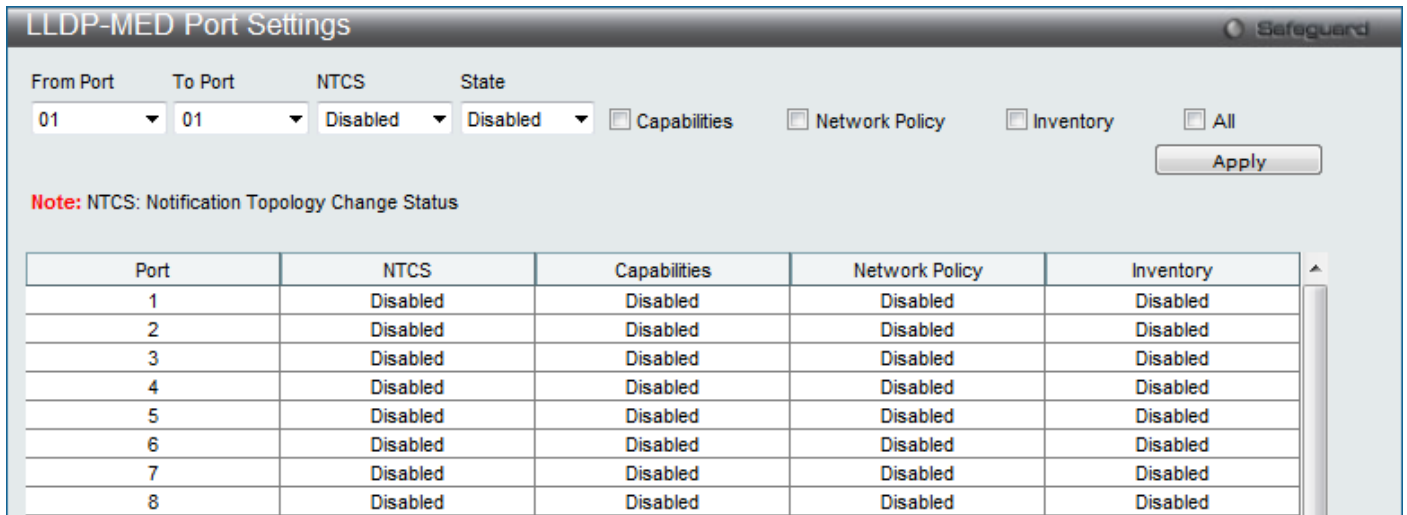 LLDP-MED Port Settings
Safeguard
From Port To Port NTCS State
01 01 Disabled Disabled Capabilities Network Policy Inventory All
Apply
Note: NTCS: Notification Topology Change Status
Port NTCS Capabilities Network Policy Inventory
1 Disabled Disabled Disabled Disabled
2 Disabled Disabled Disabled Disabled
3 Disabled Disabled Disabled Disabled
4 Disabled Disabled Disabled Disabled
5 Disabled Disabled Disabled Disabled
6 Disabled Disabled Disabled Disabled
7 Disabled Disabled Disabled Disabled
8 Disabled Disabled Disabled Disabled